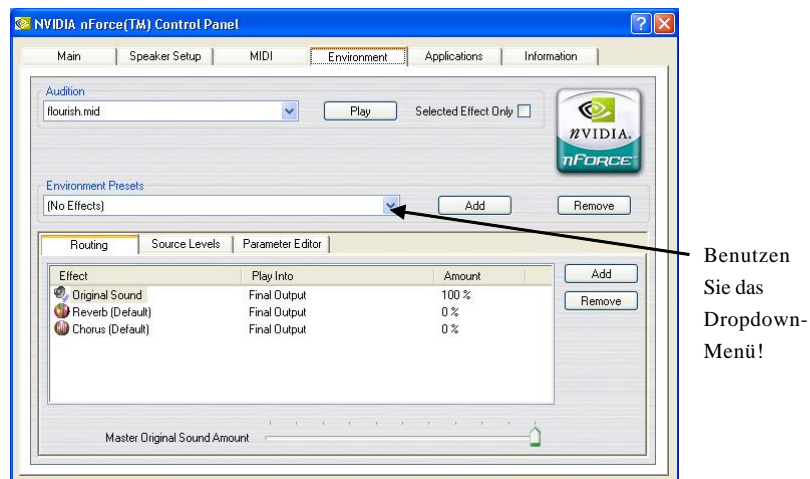 NVIDIA nForce(TM) Control Panel
Main Speaker Setup MIDI Environment Applications Information
Audition
flourish.mid Play Selected Effect Only
NVIDIA.
nFORCE
Environment Presets
(No Effects) Add Remove
Routing Source Levels Parameter Editor
Effect Play Into Amount Add
Original Sound Final Output 100 %
Remove
Reverb (Default) Final Output 0 %
Chorus (Default) Final Output 0 %
Master Original Sound Amount
Benutzen
Sie das
Dropdown-
Menü!